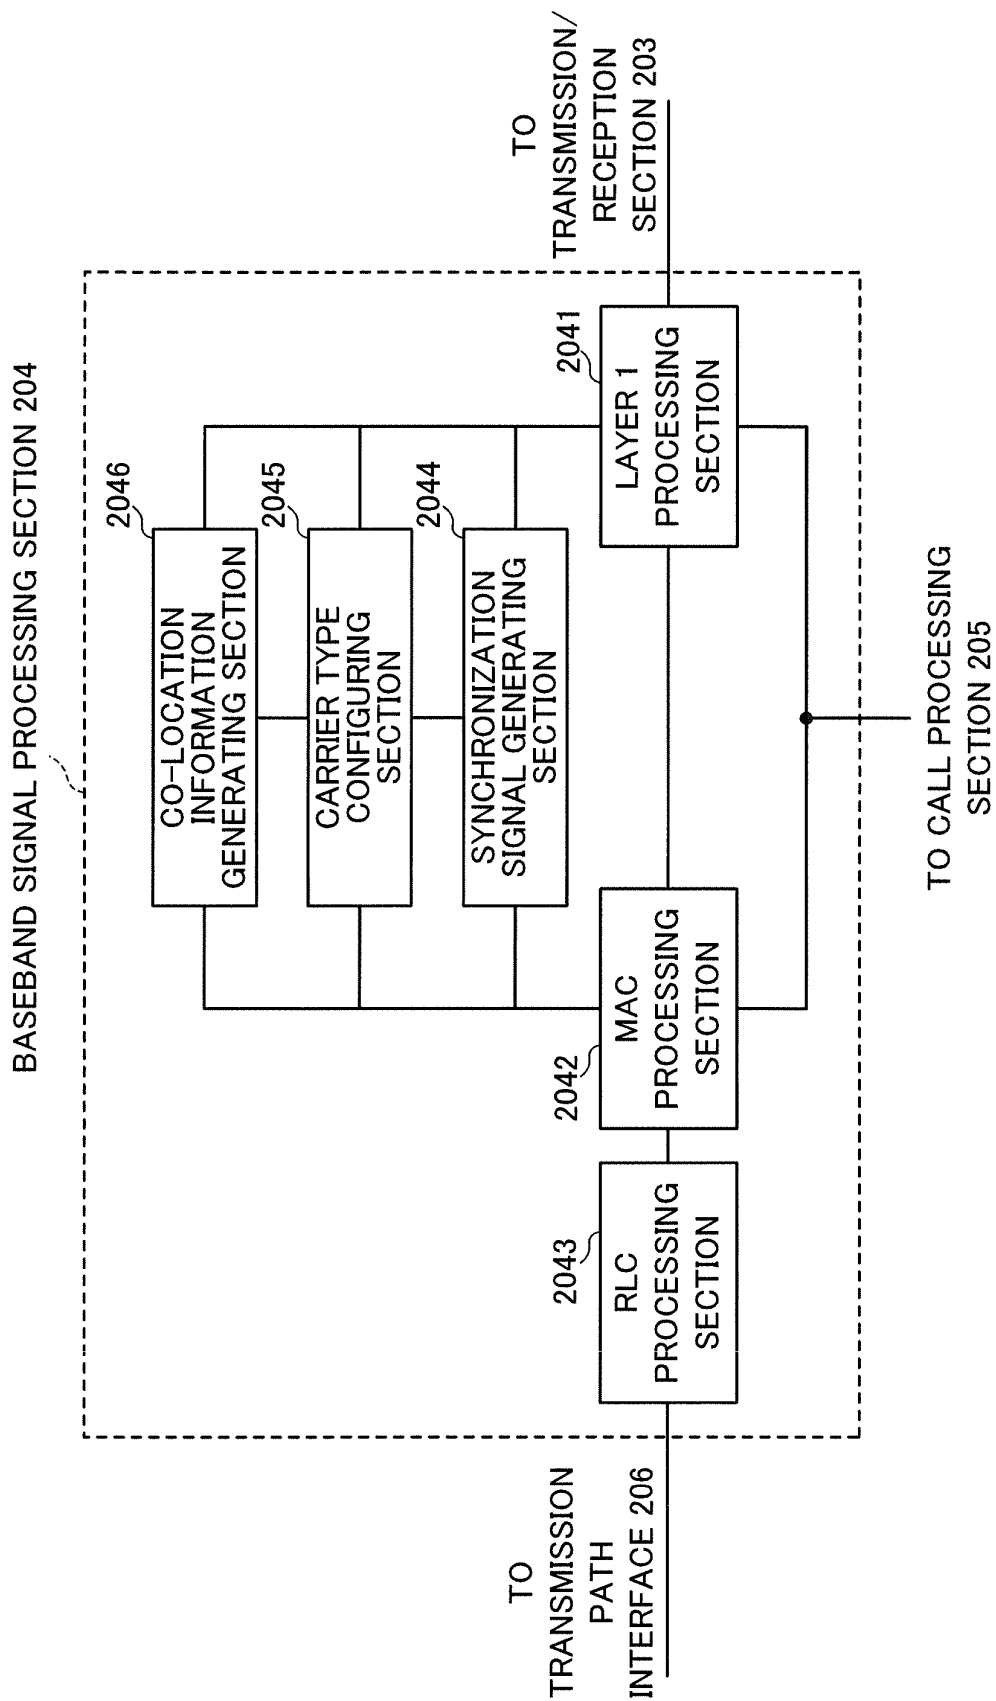 BASEBAND SIGNAL PROCESSING SECTION 204
2046
CO-LOCATION
INFORMATION
GENERATING SECTION
2045
CARRIER TYPE
CONFIGURING
SECTION
2044
SYNCHRONIZATION
SIGNAL GENERATING
SECTION
TO
TRANSMISSION
PATH
INTERFACE 206
2043
RLC
PROCESSING
SECTION
2042
MAC
PROCESSING
SECTION
2041
LAYER 1
PROCESSING
SECTION
TO
TRANSMISSION/
RECEPTION
SECTION 203
TO CALL PROCESSING
SECTION 205